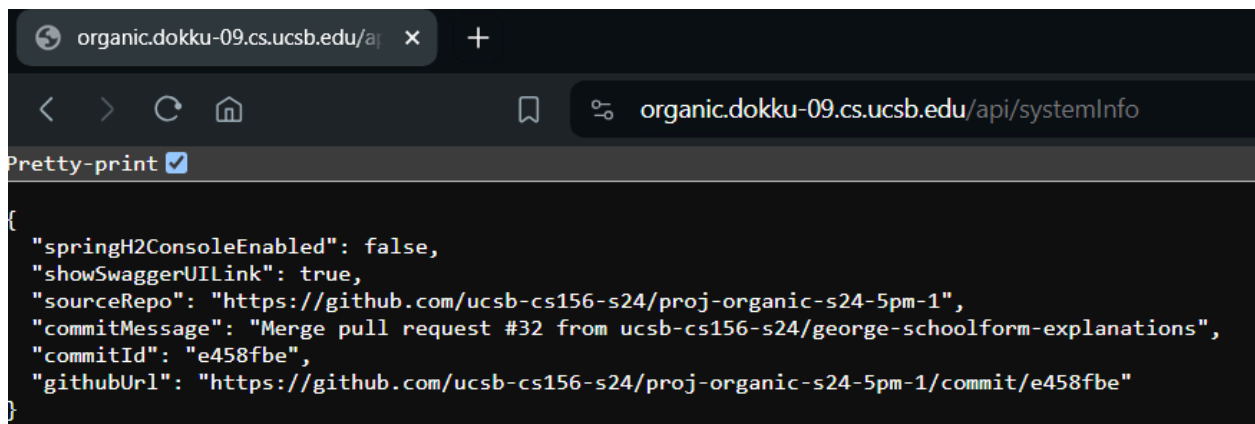 organic.dokku-09.cs.ucsb.edu/ap
organic.dokku-09.cs.ucsb.edu/api/systemInfo
Pretty-print
{
  "springH2ConsoleEnabled": false,
  "showSwaggerUILink": true,
  "sourceRepo": "https://github.com/ucsb-cs156-s24/proj-organic-s24-5pm-1",
  "commitMessage": "Merge pull request #32 from ucsb-cs156-s24/george-schoolform-explanations",
  "commitId": "e458fbe",
  "githubUrl": "https://github.com/ucsb-cs156-s24/proj-organic-s24-5pm-1/commit/e458fbe"
}